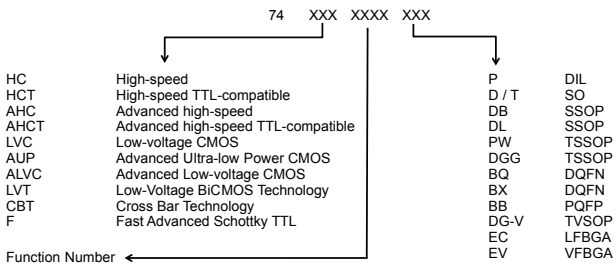 74 XXX XXXX XXX
HC High-speed P DIL
HCT High-speed TTL-compatible D / T SO
AHC Advanced high-speed DB SSOP
AHCT Advanced high-speed TTL-compatible DL SSOP
LVC Low-voltage CMOS PW TSSOP
AUP Advanced Ultra-low Power CMOS DGG TSSOP
ALVC Advanced Low-voltage CMOS BQ DQFN
LVT Low-Voltage BiCMOS Technology BX DQFN
CBT Cross Bar Technology BB PQFP
F Fast Advanced Schottky TTL DG-V TVSOP
EC LFBGA
Function Number EV VFBGA